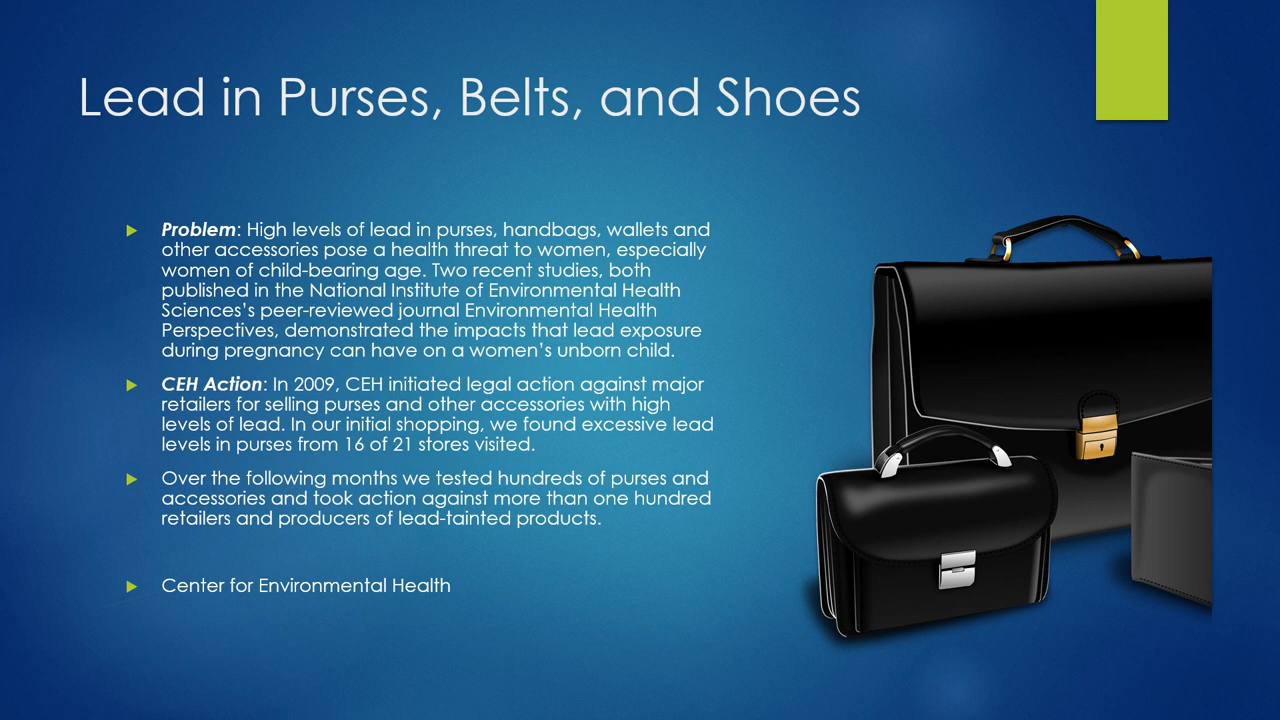 Lead in Purses, Belts, and Shoes
Problem: High levels of lead in purses, handbags, wallets and
other accessories pose a health threat to women, especially
women of child-bearing age. Two recent studies, both
published in the National Institute of Environmental Health
Sciences’s peer-reviewed journal Environmental Health
Perspectives, demonstrated the impacts that lead exposure
during pregnancy can have on a women’s unborn child.
CEH Action: In 2009, CEH initiated legal action against major
retailers for selling purses and other accessories with high
levels of lead. In our initial shopping, we found excessive lead
levels in purses from 16 of 21 stores visited.
Over the following months we tested hundreds of purses and
accessories and took action against more than one hundred
retailers and producers of lead-tainted products.
Center for Environmental Health